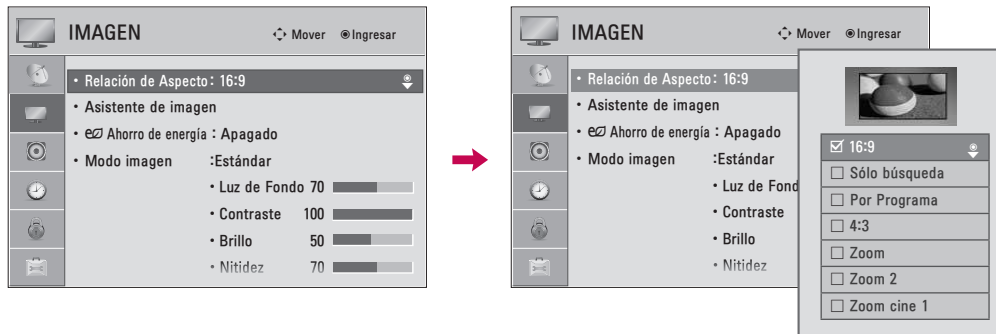 IMAGEN
Mover Ingresar
• Relación de Aspecto: 16:9
• Asistente de imagen
• Ahorro de energía : Apagado
• Modo imagen :Estándar
• Luz de Fondo 70
• Contraste 100
• Brillo 50
• Nitidez 70
IMAGEN
Mover Ingresar
• Relación de Aspecto: 16:9
• Asistente de imagen
• Ahorro de energía : Apagado
• Modo imagen :Estándar
• Luz de Fond
• Contraste
• Brillo
• Nitidez
16:9
Sólo búsqueda
Por Programa
4:3
Zoom
Zoom 2
Zoom cine 1